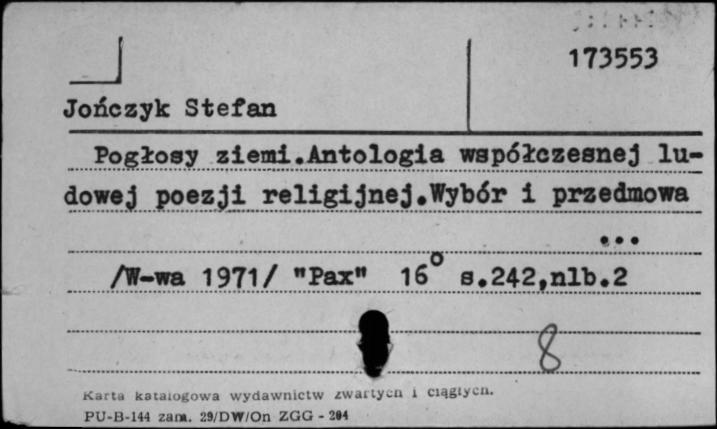 173553
Jończyk Stefan
Pogłosy ziemi.Antologia współczesnej lu-
dowej poezji religijnej.Wybór i przedmowa
...
/W-wa 1971/ "Pax" 16° s.242,nlb.2
8
Karta katalogowa wydawnictw zwartych i ciągłych.
PU-B-144 zam. 29/DW/On ZGG - 294